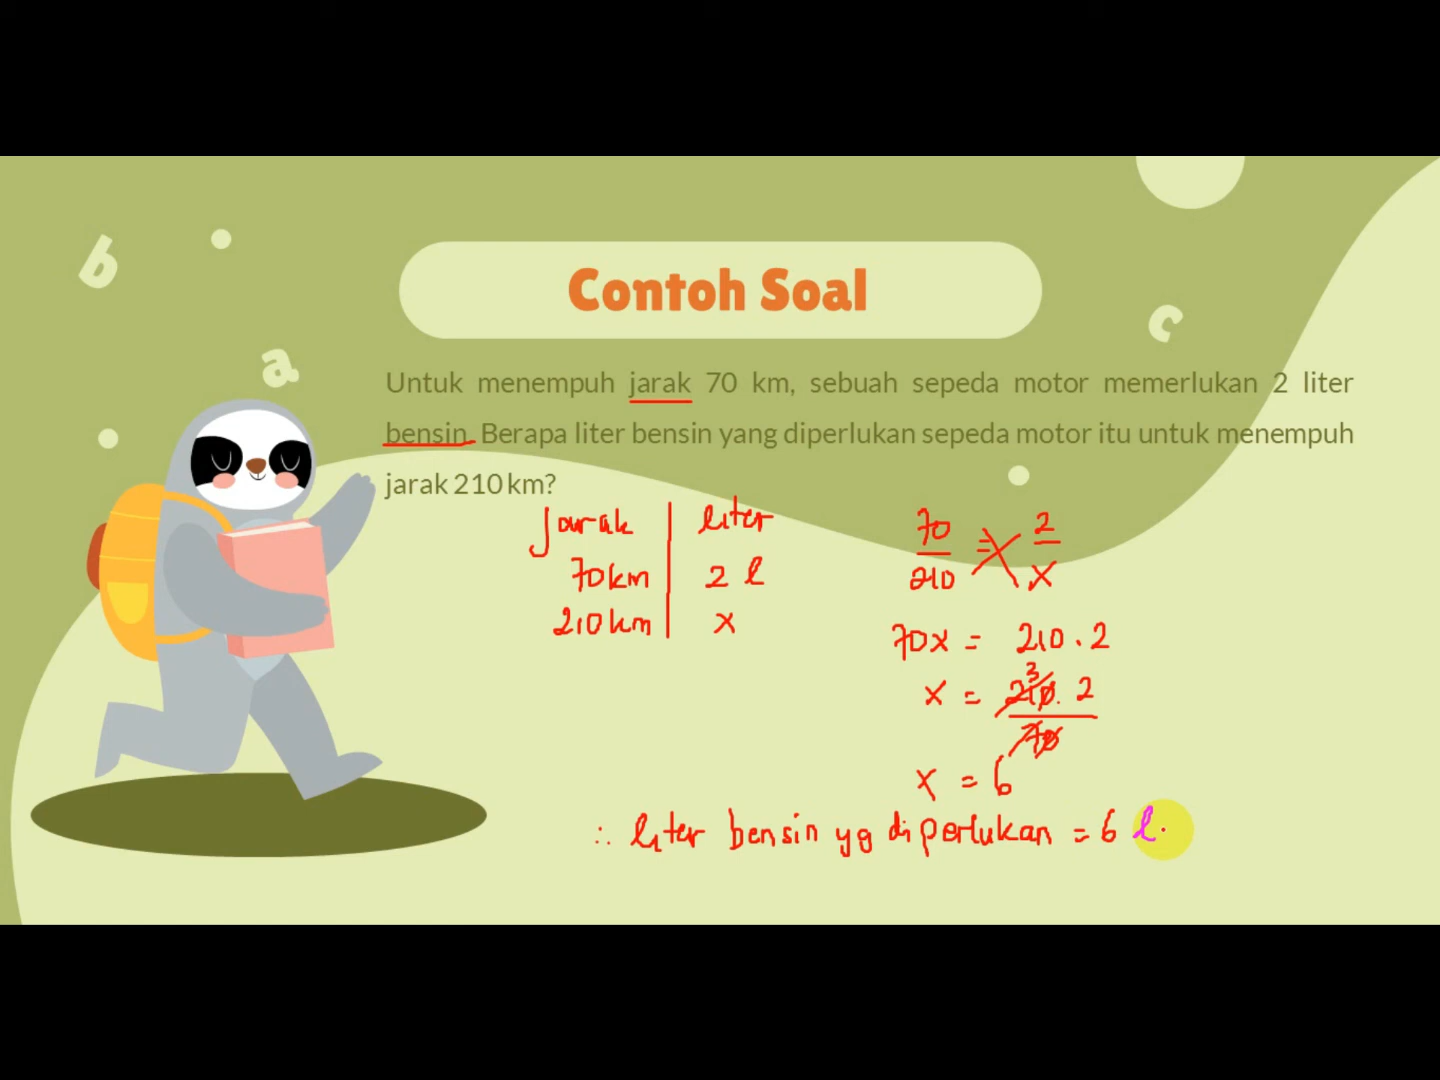 b
a
c
Contoh Soal
Untuk menempuh jarak 70 km, sebuah sepeda motor memerlukan 2 liter
bensin. Berapa liter bensin yang diperlukan sepeda motor itu untuk menempuh
jarak 210 km?
Jarak | liter
70km | 2 l
210km | x
70/210 = 2/x
70x = 210 . 2
3
x = 210 . 2
70
x = 6
∴ liter bensin yg diperlukan = 6 l.